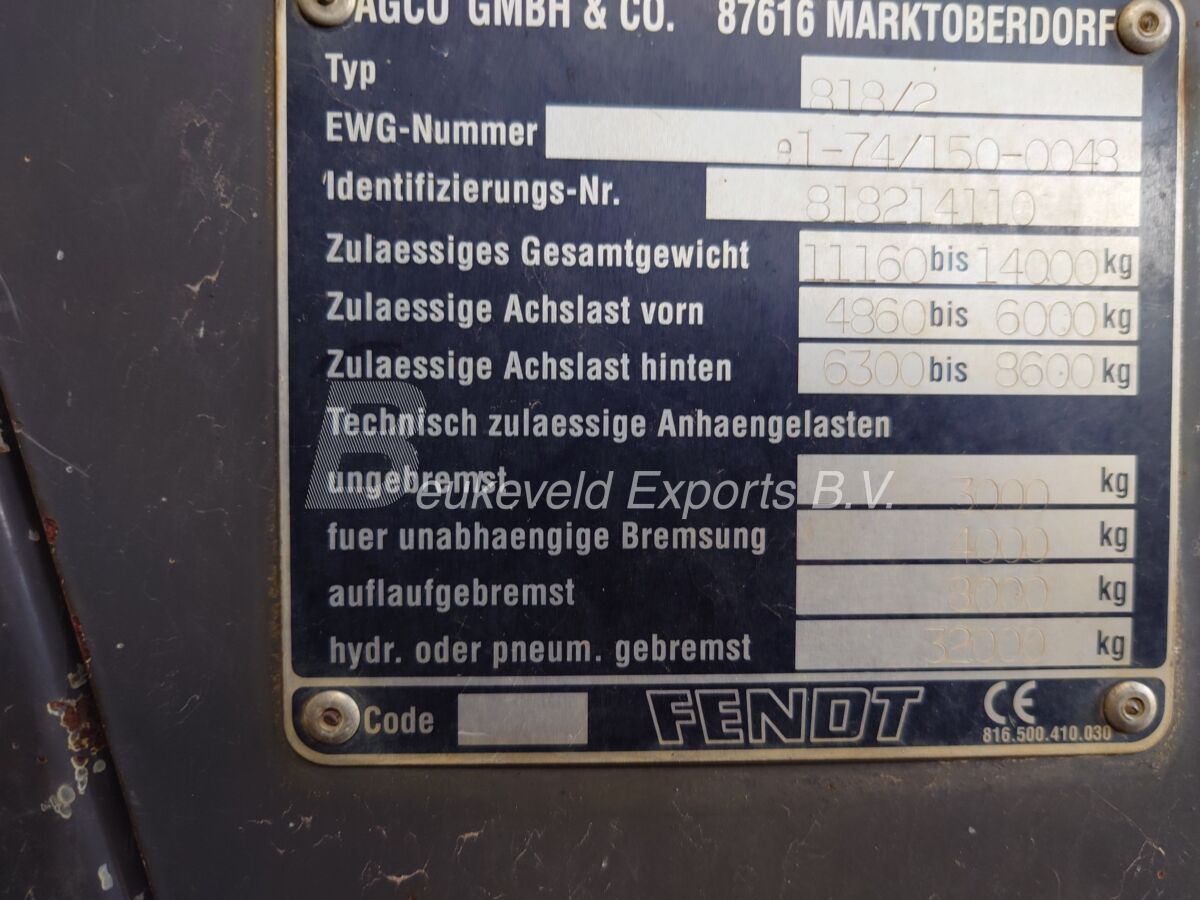 AGCO GMBH & CO. 87616 MARKTOBERDORF
Typ 818/2
EWG-Nummer e1-74/150-0048
Identifizierungs-Nr. 818214110
Zulaessiges Gesamtgewicht 11160 bis 14000 kg
Zulaessige Achslast vorn 4860 bis 6000 kg
Zulaessige Achslast hinten 6300 bis 8600 kg
Technisch zulaessige Anhaengelasten
ungebremst 3000 kg
Beukeveld Exports B.V.
fuer unabhaengige Bremsung 4000 kg
auflaufgebremst 8000 kg
hydr. oder pneum. gebremst 32000 kg
Code FENDT CE
816.500.410.030